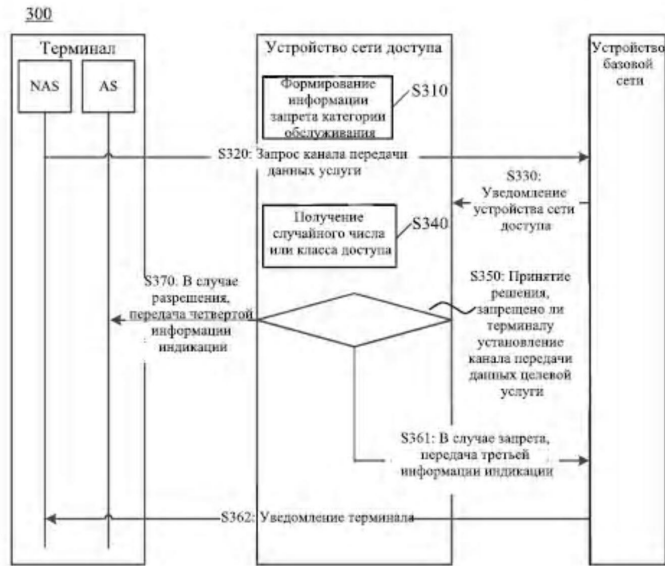 300
Терминал
Устройство сети доступа
Устройство
базовой
сети
NAS
AS
Формирование
информации
запрета категории
обслуживания
S310
S320: Запрос канала передачи
данных услуги
S330:
Уведомление
устройства сети
доступа
Получение
случайного числа
или класса доступа
S340
S370: В случае
разрешения,
передача четвертой
информации
индикации
S350: Принятие
решения,
запрещено ли
терминалу
установление
канала передачи
данных целевой
услуги
S361: В случае запрета,
передача третьей
информации индикации
S362: Уведомление терминала